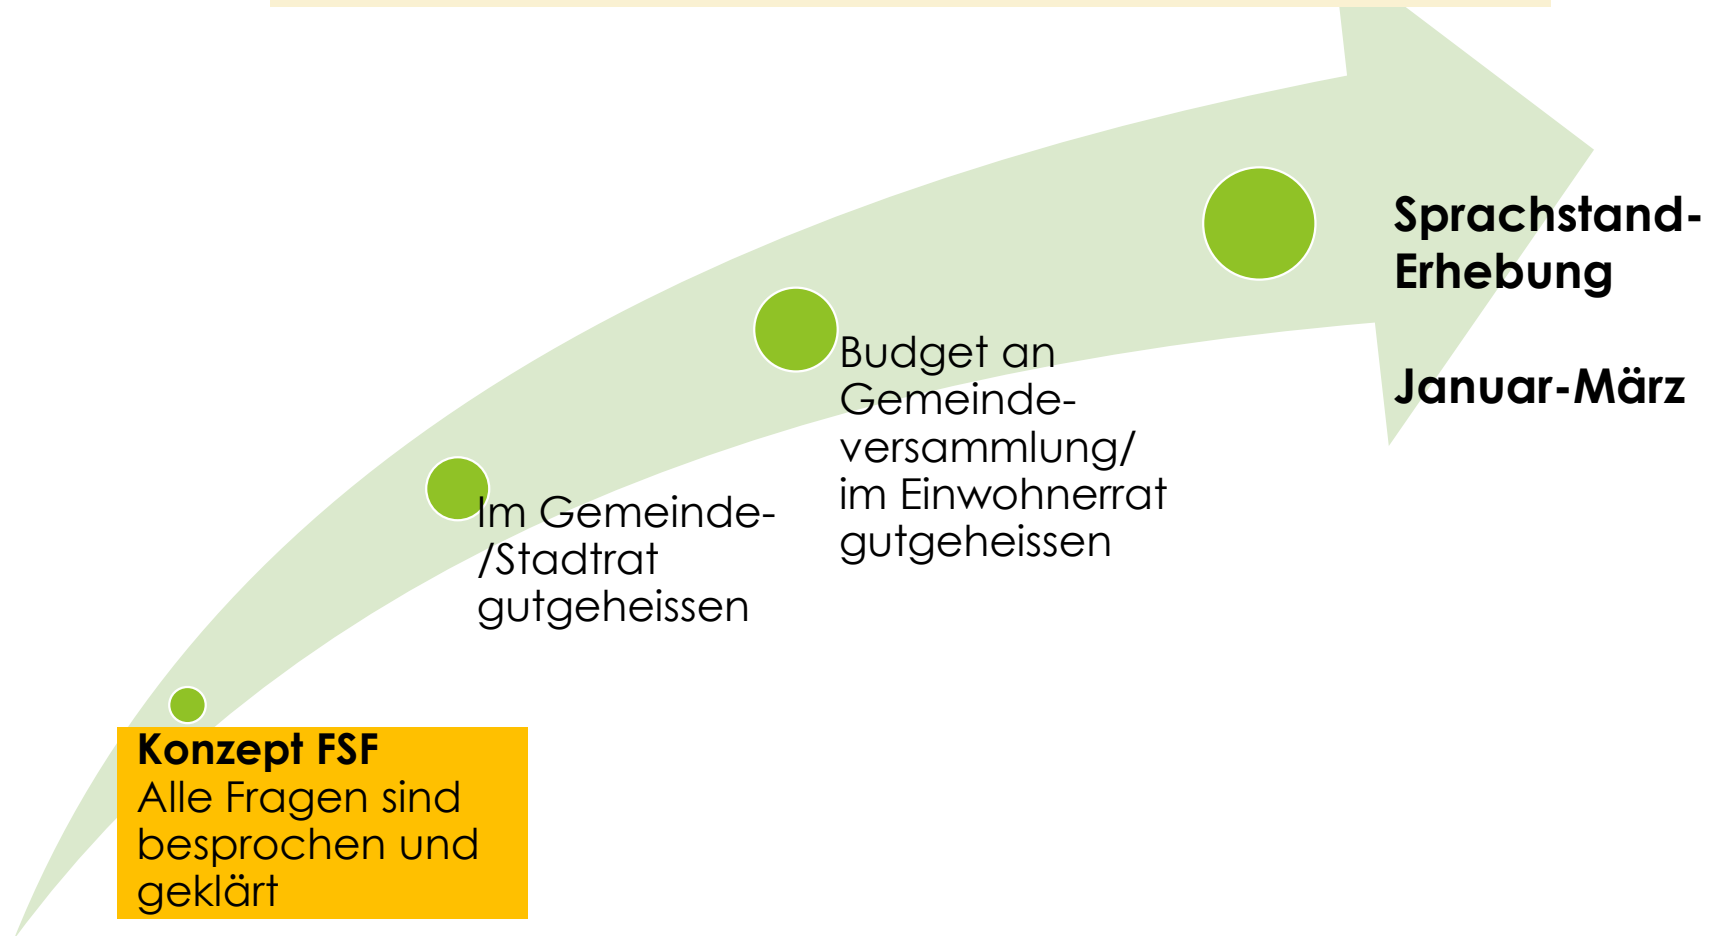 Konzept FSF
Alle Fragen sind
besprochen und
geklärt
Im Gemeinde-
/Stadtrat
gutgeheissen
Budget an
Gemeinde-
versammlung/
im Einwohnerrat
gutgeheissen
Sprachstand-
Erhebung
Januar-März